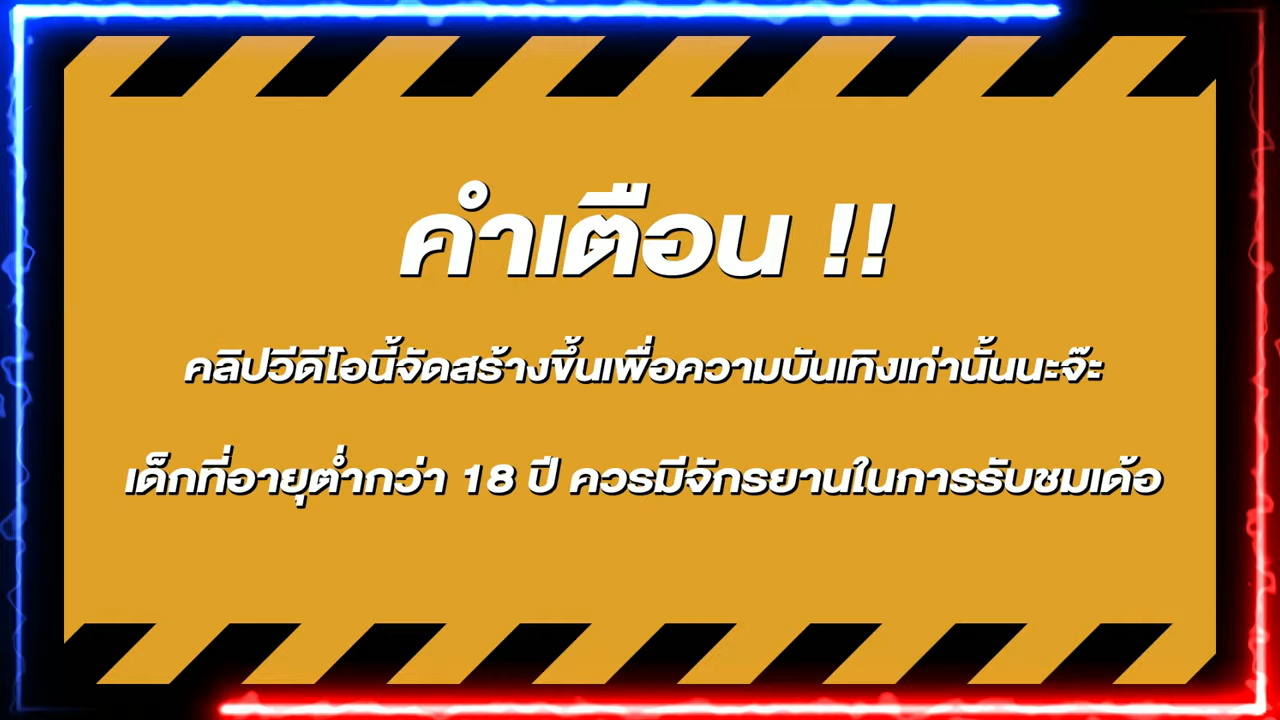 คำเตือน !!
คลิปวีดีโอนี้จัดสร้างขึ้นเพื่อความบันเทิงเท่านั้นนะจ๊ะ
เด็กที่อายุต่ำกว่า 18 ปี ควรมีจักรยานในการรับชมเด้อ